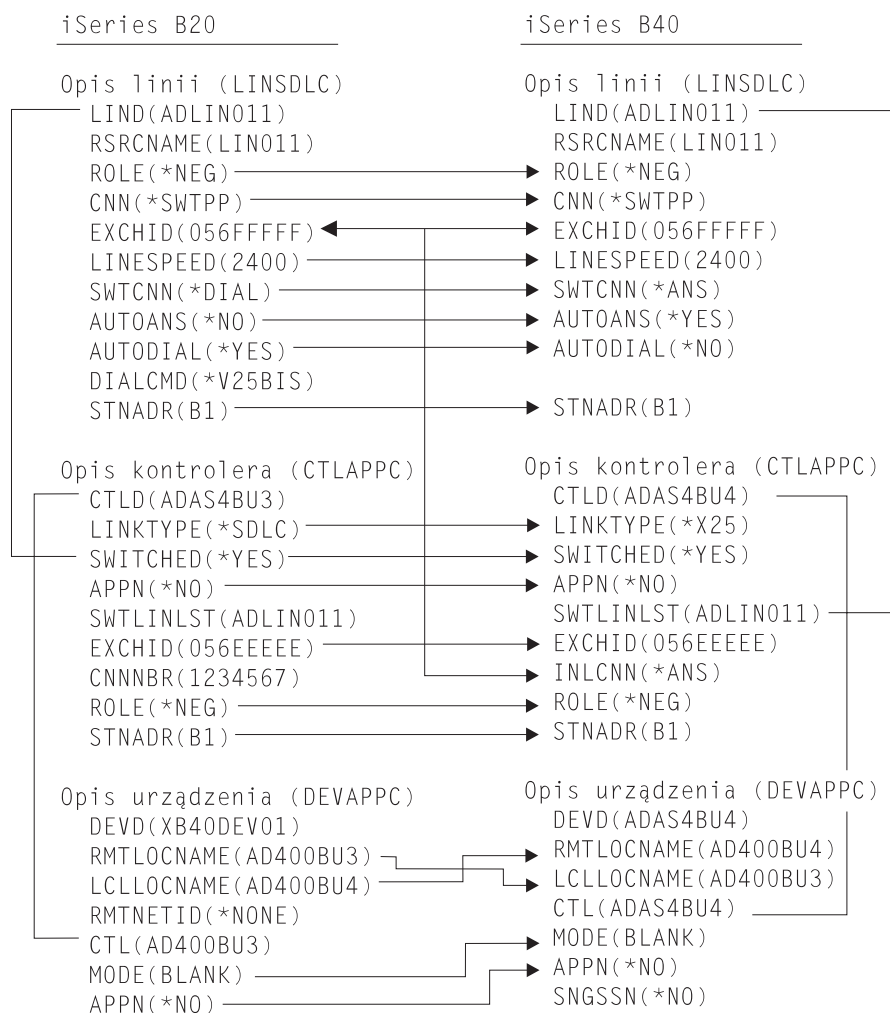 iSeries B20
Opis linii (LINSDLC)
LIND(ADLIN011)
RSRCNAME(LIN011)
ROLE(*NEG)
CNN(*SWTPP)
EXCHID(056FFFFF)
LINESPEED(2400)
SWTCNN(*DIAL)
AUTOANS(*NO)
AUTODIAL(*YES)
DIALCMD(*V25BIS)
STNADR(B1)
Opis kontrolera (CTLAPPC)
CTLD(ADAS4BU3)
LINKTYPE(*SDLC)
SWITCHED(*YES)
APPN(*NO)
SWTLINLST(ADLIN011)
EXCHID(056EEEEE)
CNNNBR(1234567)
ROLE(*NEG)
STNADR(B1)
Opis urządzenia (DEVAPPC)
DEVD(XB40DEV01)
RMTLOCNAME(AD400BU3)
LCLLOCNAME(AD400BU4)
RMTNETID(*NONE)
CTL(AD400BU3)
MODE(BLANK)
APPN(*NO)
iSeries B40
Opis linii (LINSDLC)
LIND(ADLIN011)
RSRCNAME(LIN011)
ROLE(*NEG)
CNN(*SWTPP)
EXCHID(056FFFFF)
LINESPEED(2400)
SWTCNN(*ANS)
AUTOANS(*YES)
AUTODIAL(*NO)
STNADR(B1)
Opis kontrolera (CTLAPPC)
CTLD(ADAS4BU4)
LINKTYPE(*X25)
SWITCHED(*YES)
APPN(*NO)
SWTLINLST(ADLIN011)
EXCHID(056EEEEE)
INLCNN(*ANS)
ROLE(*NEG)
STNADR(B1)
Opis urządzenia (DEVAPPC)
DEVD(ADAS4BU4)
RMTLOCNAME(AD400BU4)
LCLLOCNAME(AD400BU3)
CTL(ADAS4BU4)
MODE(BLANK)
APPN(*NO)
SNGSSN(*NO)